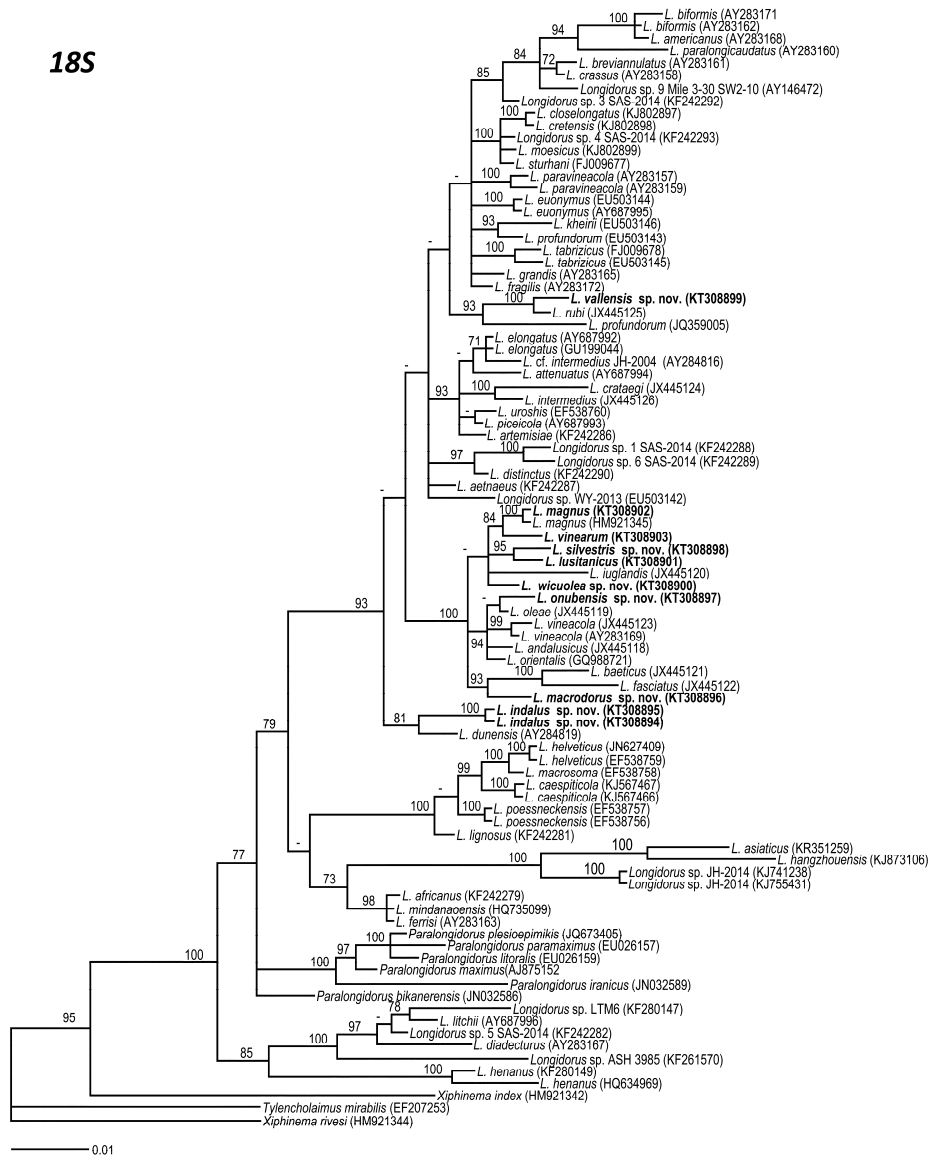 18S
L. biformis (AY283171
100
L. biformis (AY283162)
94
L. americanus (AY283168)
L. paralongicaudatus (AY283160)
84
72
L. breviannulatus (AY283161)
L. crassus (AY283158)
85
Longidorus sp. 9 Mile 3-30 SW2-10 (AY146472)
Longidorus sp. 3 SAS-2014 (KF242292)
100
L. closelongatus (KJ802897)
L. cretensis (KJ802898)
100
Longidorus sp. 4 SAS-2014 (KF242293)
L. moesicus (KJ802899)
L. sturhani (FJ009677)
-
100
L. paravineacola (AY283157)
L. paravineacola (AY283159)
100
L. euonymus (EU503144)
L. euonymus (AY687995)
93
L. kheirii (EU503146)
L. profundorum (EU503143)
-
100
L. tabrizicus (FJ009678)
L. tabrizicus (EU503145)
L. grandis (AY283165)
L. fragilis (AY283172)
100
L. vallensis sp. nov. (KT308899)
93
L. rubi (JX445125)
L. profundorum (JQ359005)
71
L. elongatus (AY687992)
L. elongatus (GU199044)
-
L. cf. intermedius JH-2004 (AY284816)
-
L. attenuatus (AY687994)
93
100
L. crataegi (JX445124)
L. intermedius (JX445126)
-
L. uroshis (EF538760)
L. piceicola (AY687993)
L. artemisiae (KF242286)
97
100
Longidorus sp. 1 SAS-2014 (KF242288)
Longidorus sp. 6 SAS-2014 (KF242289)
L. distinctus (KF242290)
L. aetnaeus (KF242287)
-
Longidorus sp. WY-2013 (EU503142)
100
L. magnus (KT308902)
84
L. magnus (HM921345)
L. vinearum (KT308903)
-
95
L. silvestris sp. nov. (KT308898)
L. lusitanicus (KT308901)
L. iuglandis (JX445120)
L. wicuolea sp. nov. (KT308900)
-
L. onubensis sp. nov. (KT308897)
93
100
L. oleae (JX445119)
99
L. vineacola (JX445123)
L. vineacola (AY283169)
94
L. andalusicus (JX445118)
L. orientalis (GQ988721)
93
100
L. baeticus (JX445121)
L. fasciatus (JX445122)
L. macrodorus sp. nov. (KT308896)
81
100
L. indalus sp. nov. (KT308895)
L. indalus sp. nov. (KT308894)
79
L. dunensis (AY284819)
100
L. helveticus (JN627409)
100
L. helveticus (EF538759)
99
L. macrosoma (EF538758)
-
100
L. caespiticola (KJ567467)
L. caespiticola (KJ567466)
100
100
L. poessneckensis (EF538757)
L. poessneckensis (EF538756)
L. lignosus (KF242281)
-
100
L. asiaticus (KR351259)
77
100
L. hangzhouensis (KJ873106)
100
Longidorus sp. JH-2014 (KJ741238)
73
Longidorus sp. JH-2014 (KJ755431)
98
L. africanus (KF242279)
L. mindanaoensis (HQ735099)
L. ferrisi (AY283163)
100
Paralongidorus plesioepimikis (JQ673405)
97
Paralongidorus paramaximus (EU026157)
100
100
Paralongidorus litoralis (EU026159)
Paralongidorus maximus(AJ875152
Paralongidorus iranicus (JN032589)
Paralongidorus bikanerensis (JN032586)
78
Longidorus sp. LTM6 (KF280147)
95
-
L. litchii (AY687996)
97
Longidorus sp. 5 SAS-2014 (KF242282)
100
L. diadecturus (AY283167)
85
Longidorus sp. ASH 3985 (KF261570)
100
L. henanus (KF280149)
L. henanus (HQ634969)
Xiphinema index (HM921342)
Tylencholaimus mirabilis (EF207253)
Xiphinema rivesi (HM921344)
0.01